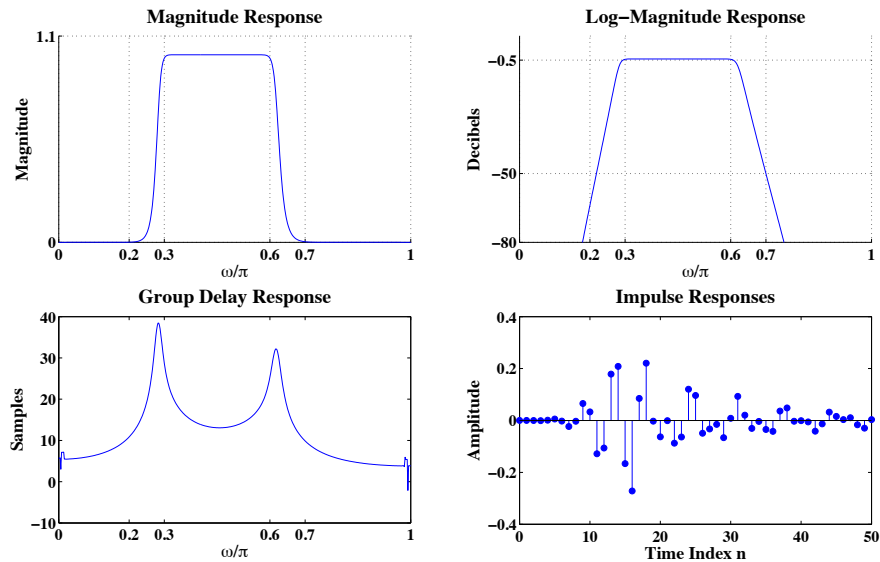 Magnitude Response
1.1
0
Magnitude
0 0.2 0.3 0.6 0.7 1
ω/π
Log−Magnitude Response
−0.5
−50
−80
Decibels
0 0.2 0.3 0.6 0.7 1
ω/π
Group Delay Response
40
30
20
10
0
−10
Samples
0 0.2 0.3 0.6 0.7 1
ω/π
Impulse Responses
0.4
0.2
0
−0.2
−0.4
Amplitude
0 10 20 30 40 50
Time Index n